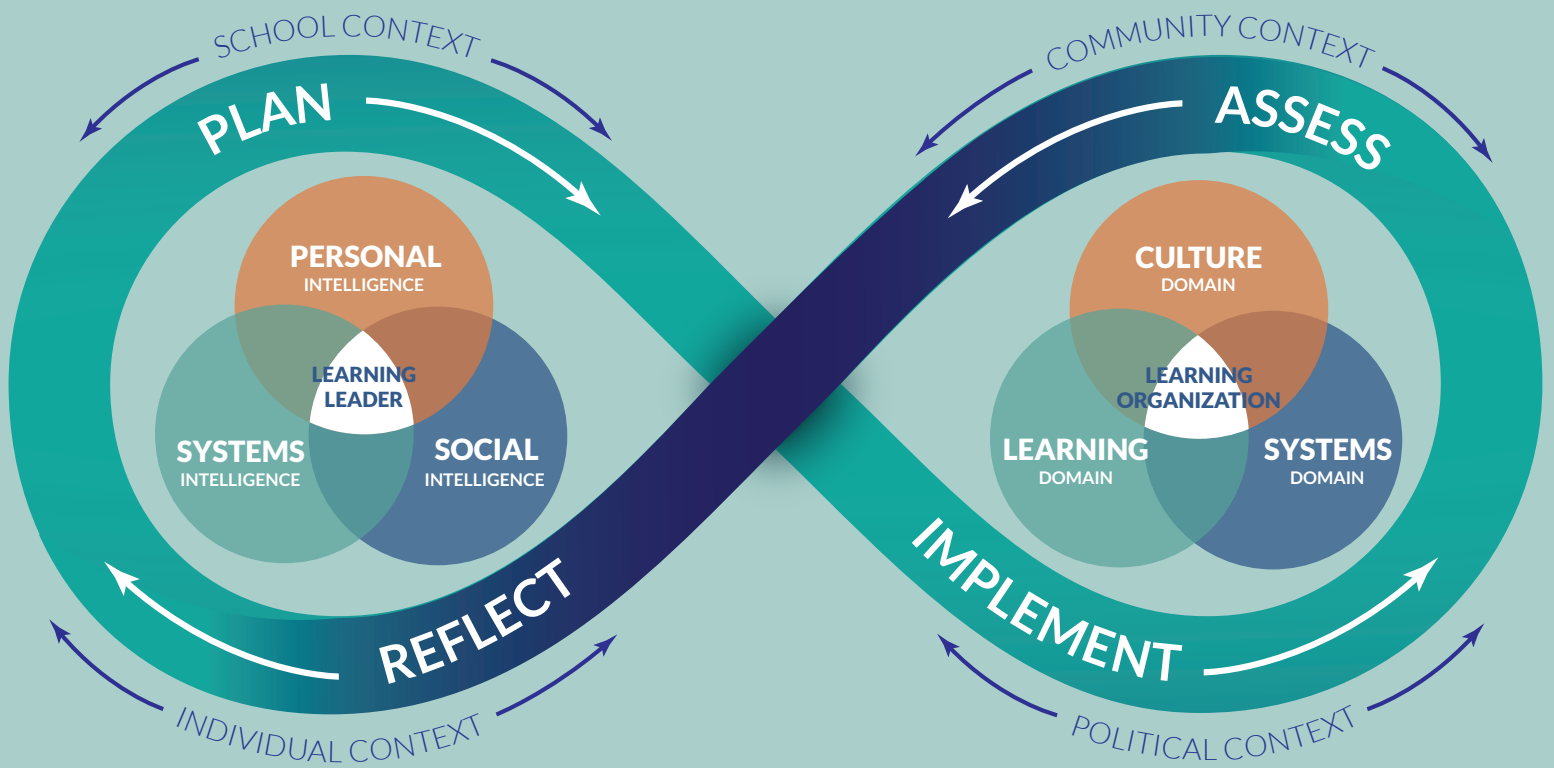 SCHOOL CONTEXT
PLAN
PERSONAL
INTELLIGENCE
LEARNING
LEADER
SYSTEMS
INTELLIGENCE
SOCIAL
INTELLIGENCE
REFLECT
INDIVIDUAL CONTEXT
COMMUNITY CONTEXT
ASSESS
CULTURE
DOMAIN
LEARNING
ORGANIZATION
LEARNING
DOMAIN
SYSTEMS
DOMAIN
IMPLEMENT
POLITICAL CONTEXT